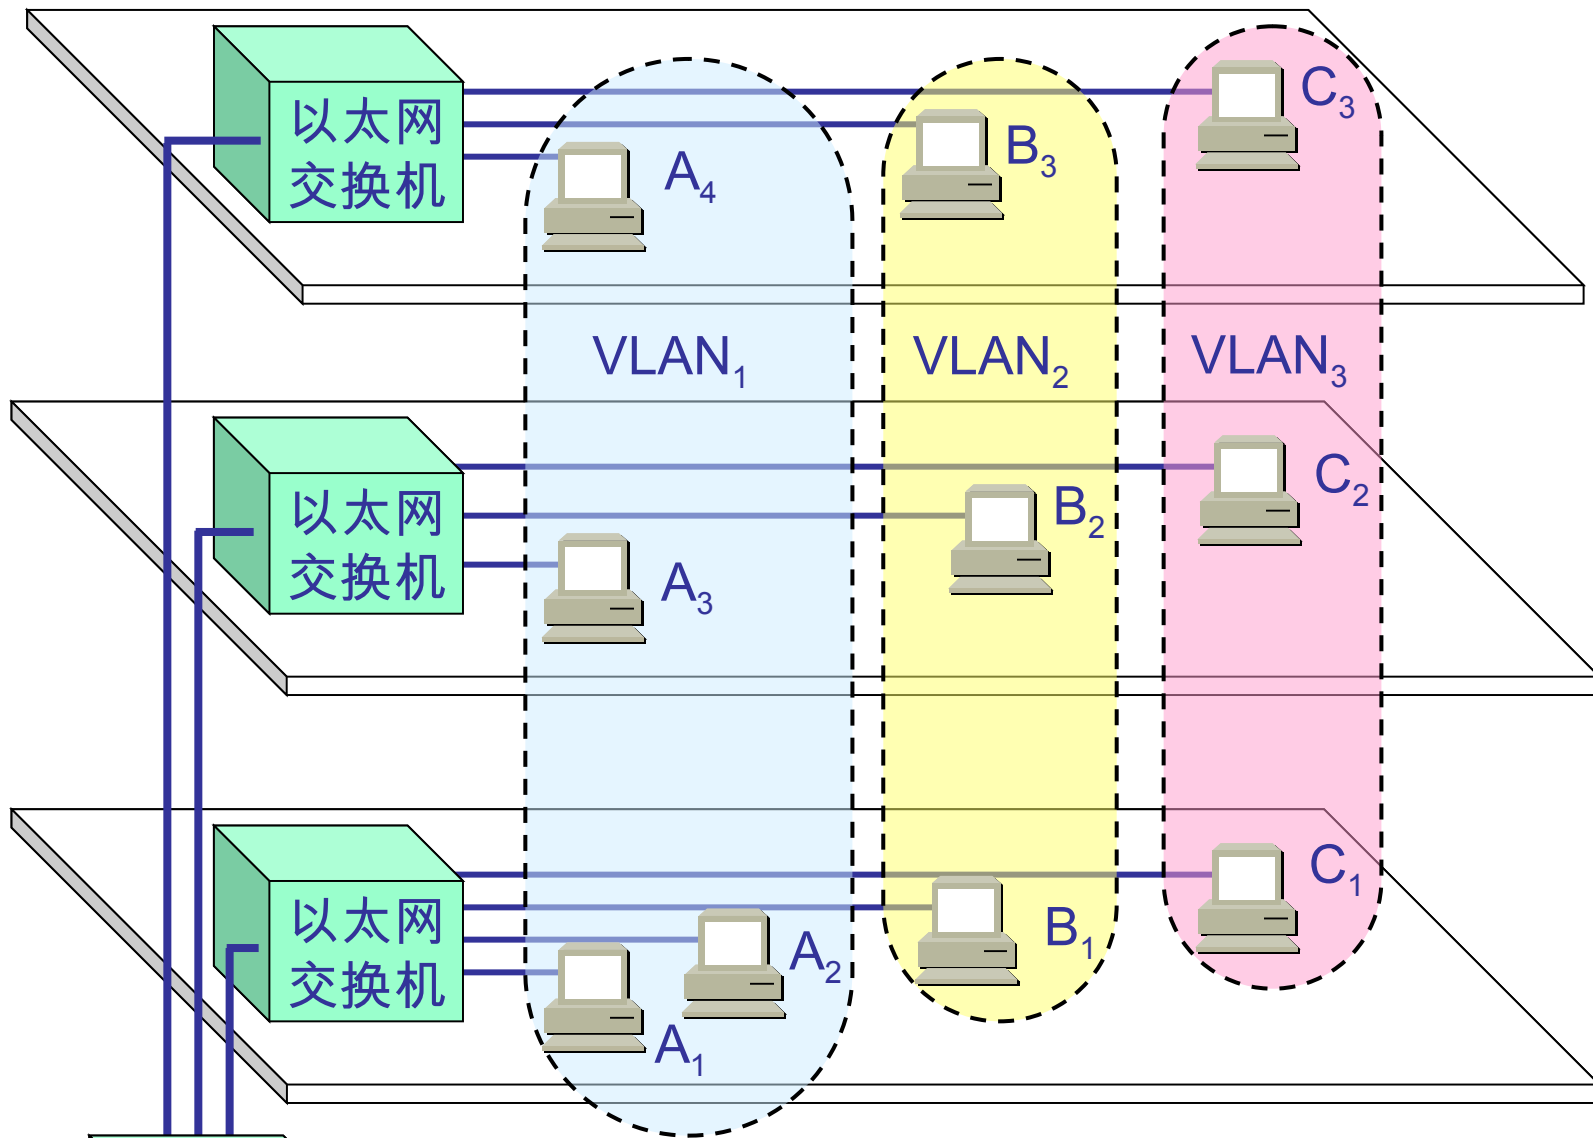 以太网
交换机
A₄
B₃
C₃
VLAN₁
VLAN₂
VLAN₃
以太网
交换机
A₃
B₂
C₂
以太网
交换机
A₁
A₂
B₁
C₁